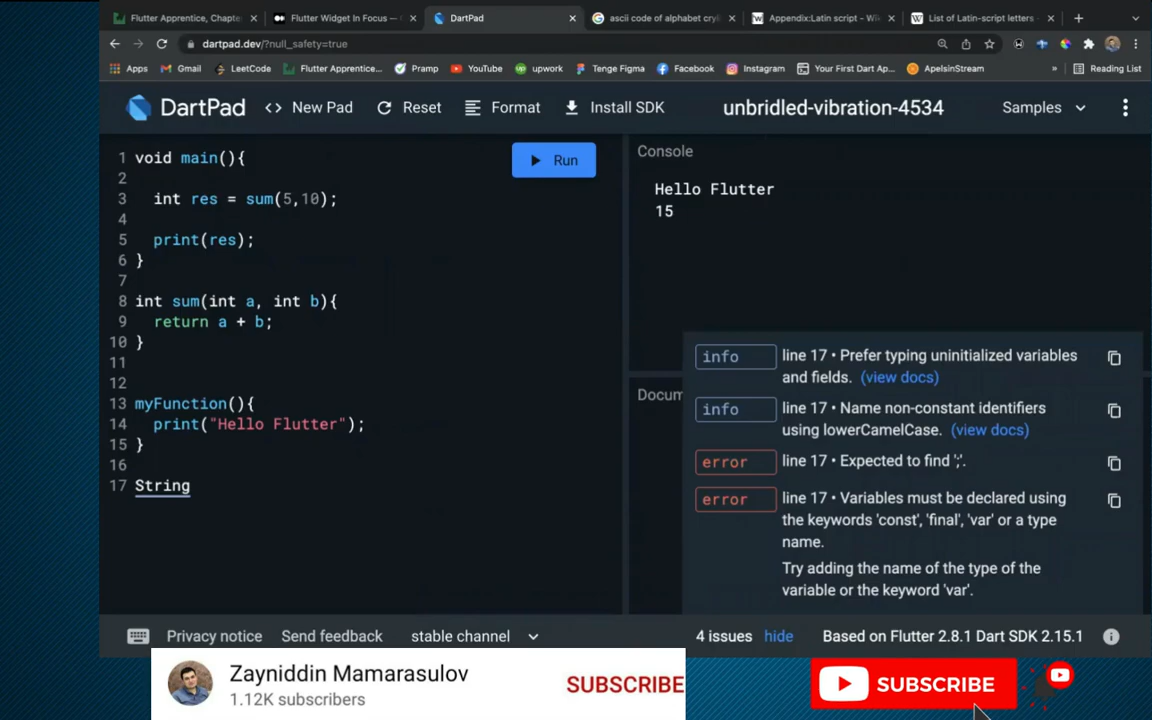 Flutter Apprentice, Chapte
Flutter Widget In Focus —
DartPad
ascii code of alphabet cryil
Appendix:Latin script - Wi
List of Latin-script letters -
dartpad.dev/?null_safety=true
Apps
Gmail
LeetCode
Flutter Apprentice...
Pramp
YouTube
upwork
Tenge Figma
Facebook
Instagram
Your First Dart Ap...
ApelsinStream
»
Reading List
DartPad
<> New Pad
Reset
Format
Install SDK
unbridled-vibration-4534
Samples
1 void main(){
2
3 int res = sum(5,10);
4
5 print(res);
6 }
7
8 int sum(int a, int b){
9 return a + b;
10 }
11
12
13 myFunction(){
14 print("Hello Flutter");
15 }
16
17 String
Run
Console
Hello Flutter
15
Docum
info
line 17 • Prefer typing uninitialized variables
and fields. (view docs)
info
line 17 • Name non-constant identifiers
using lowerCamelCase. (view docs)
error
line 17 • Expected to find ';'.
error
line 17 • Variables must be declared using
the keywords 'const', 'final', 'var' or a type
name.
Try adding the name of the type of the
variable or the keyword 'var'.
Privacy notice
Send feedback
stable channel
4 issues
hide
Based on Flutter 2.8.1 Dart SDK 2.15.1
Zayniddin Mamarasulov
1.12K subscribers
SUBSCRIBE
SUBSCRIBE